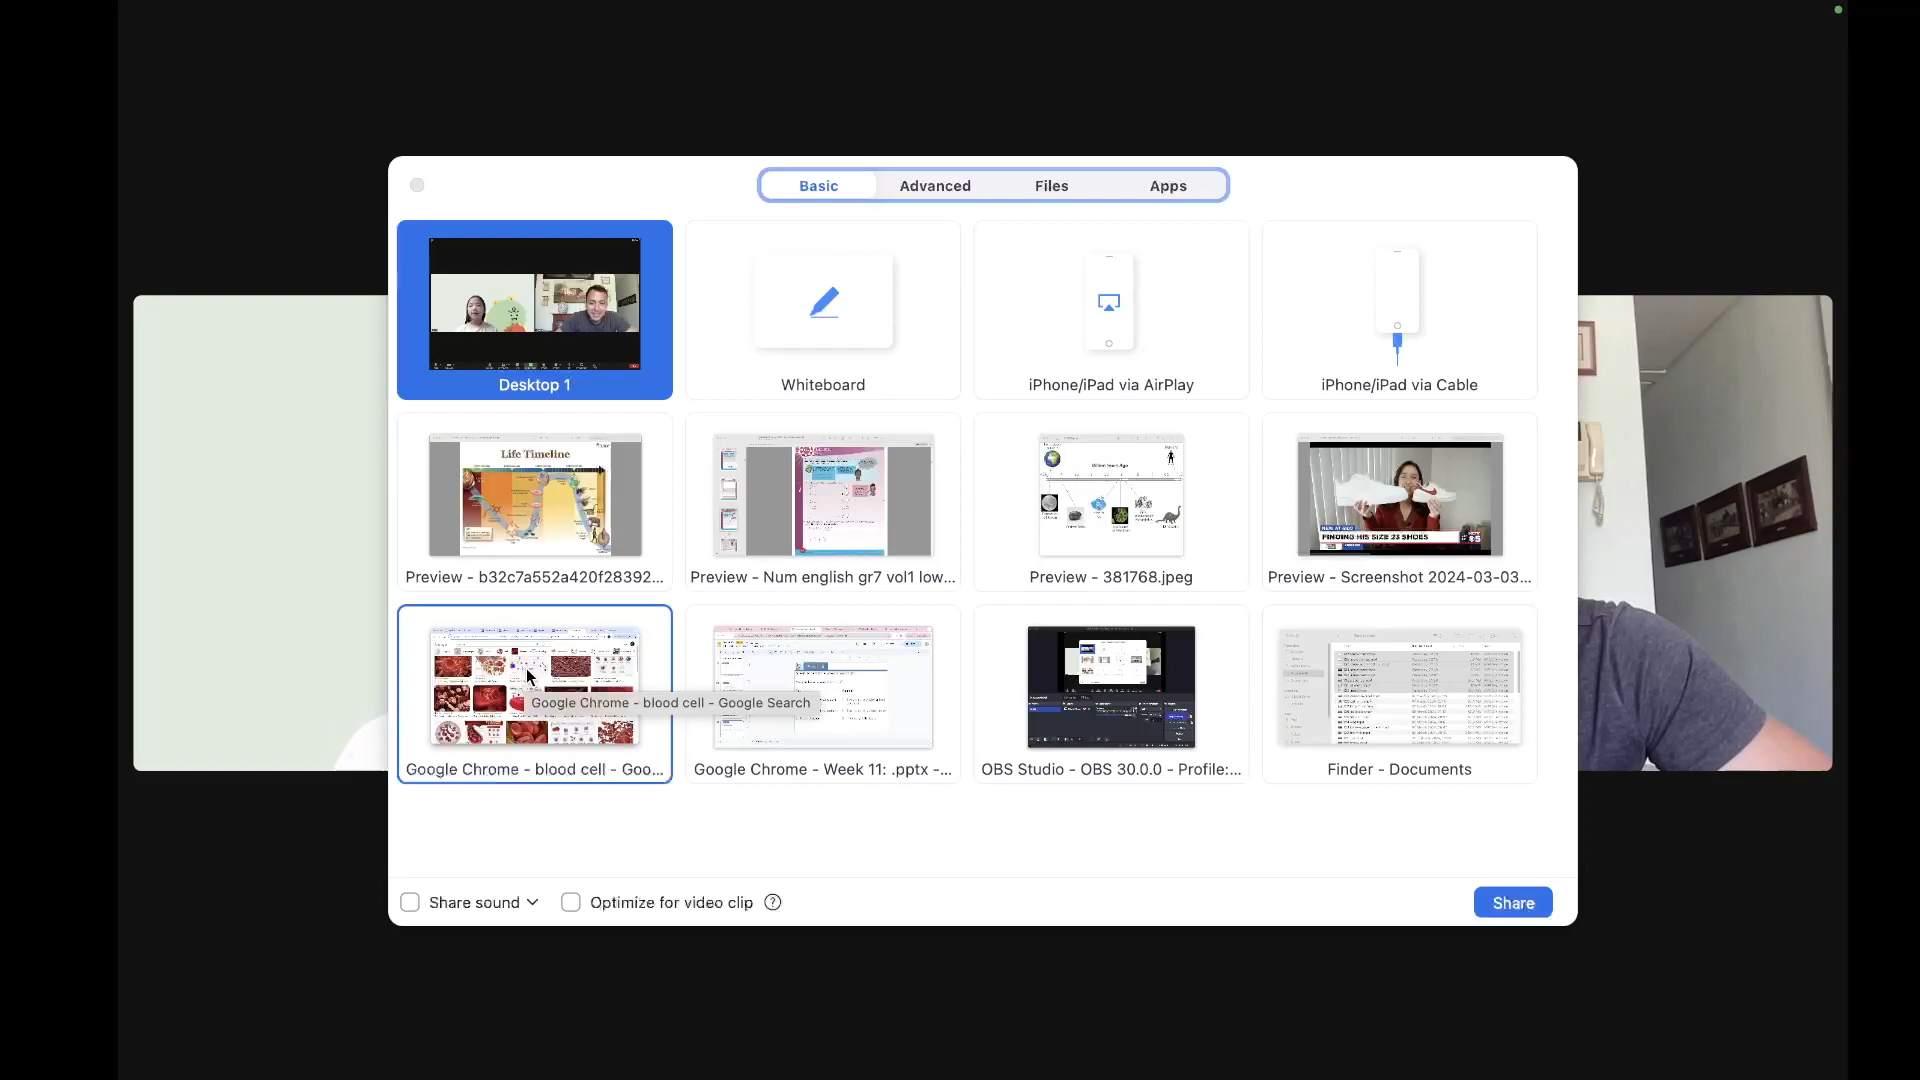 Basic
Advanced
Files
Apps
Desktop 1
Whiteboard
iPhone/iPad via AirPlay
iPhone/iPad via Cable
Life Timeline
FINDING HIS SIZE 23 SHOES
Preview - b32c7a552a420f28392...
Preview - Num english gr7 vol1 low...
Preview - 381768.jpeg
Preview - Screenshot 2024-03-03...
Google Chrome - blood cell - Google Search
Google Chrome - blood cell - Goo...
Google Chrome - Week 11: .pptx -...
OBS Studio - OBS 30.0.0 - Profile:...
Finder - Documents
Share sound
Optimize for video clip
?
Share